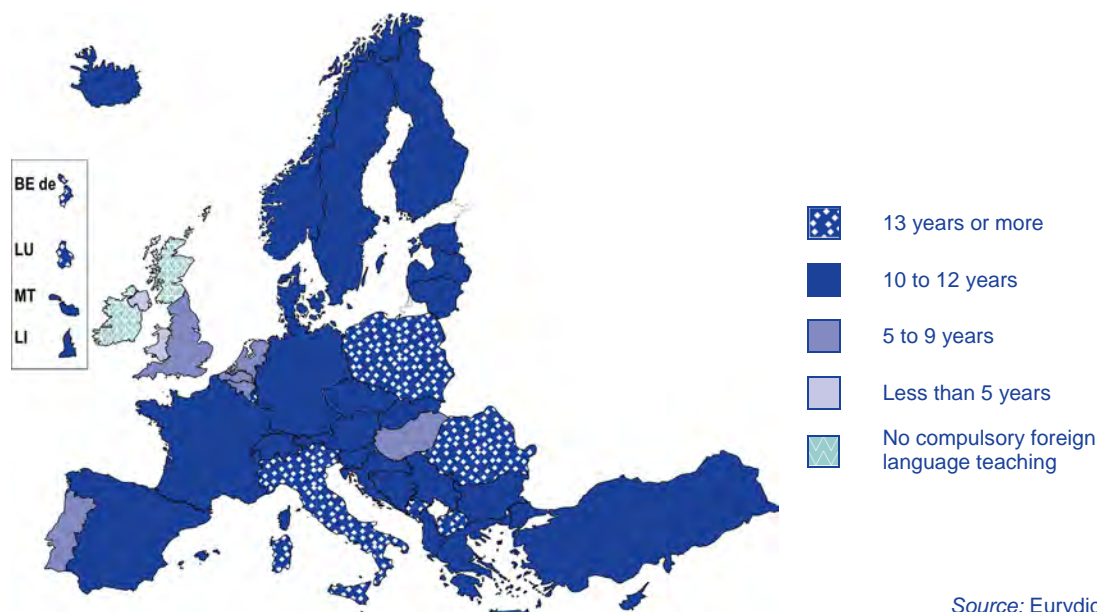 BE de
LU
MT
LI
13 years or more
10 to 12 years
5 to 9 years
Less than 5 years
No compulsory foreign
language teaching
Source: